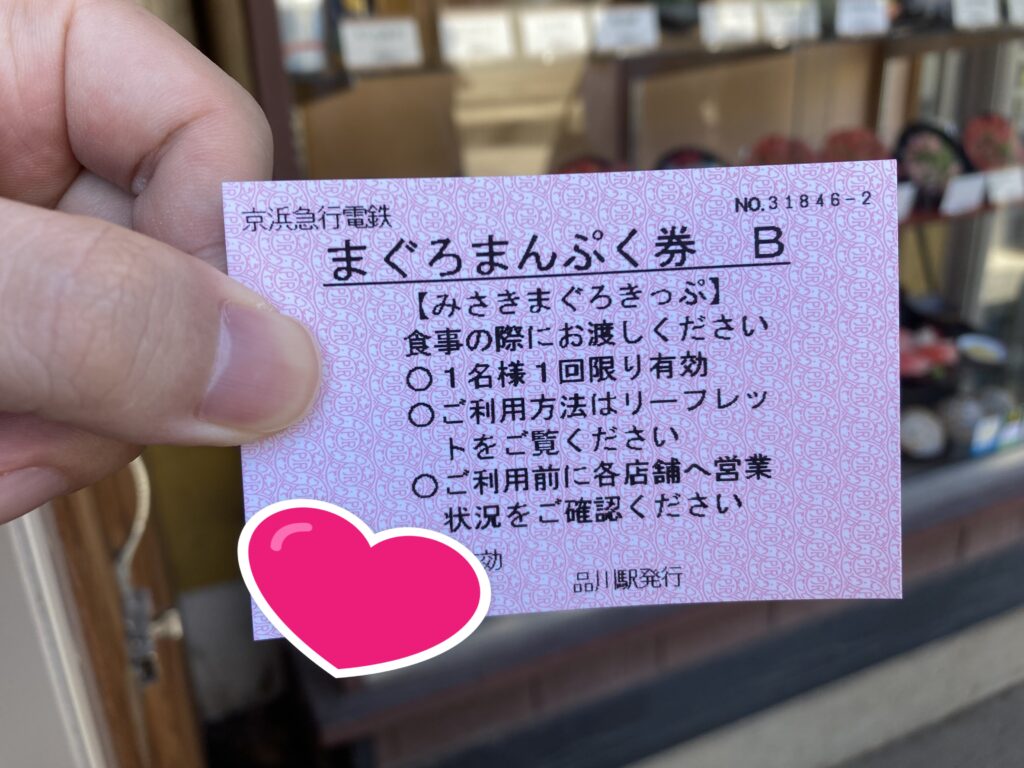 京浜急行電鉄
NO.31846-2
まぐろまんぷく券 B
【みさきまぐろきっぷ】
食事の際にお渡しください
○1名様1回限り有効
○ご利用方法はリーフレッ
トをご覧ください
○ご利用前に各店舗へ営業
状況をご確認ください
効
品川駅発行